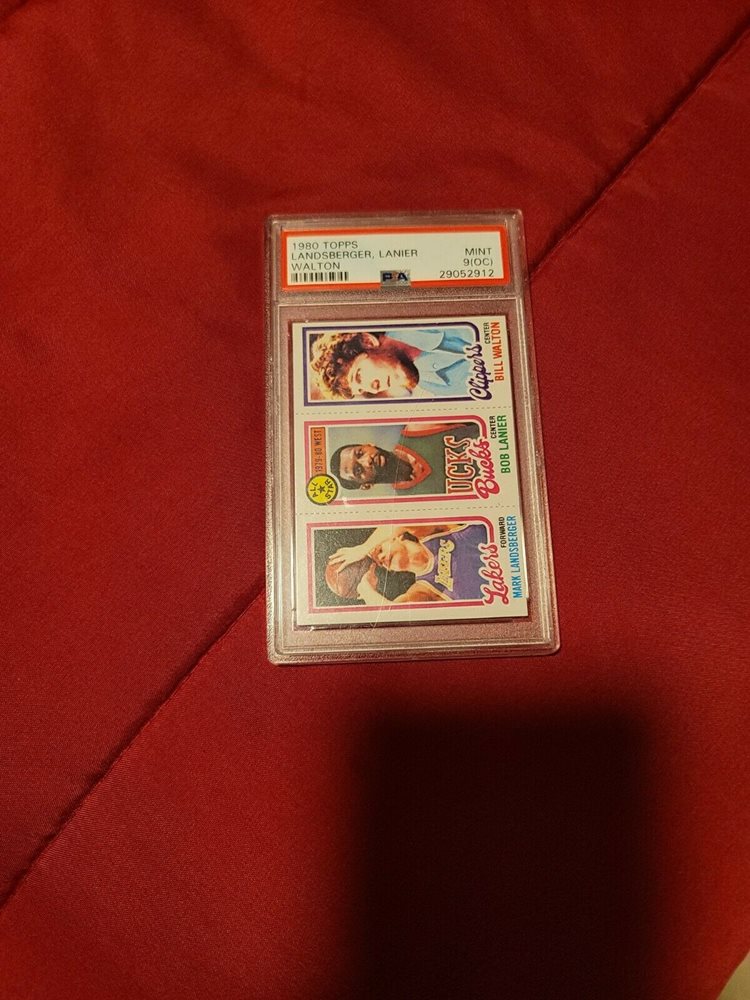 1980 TOPPS
LANDSBERGER, LANIER
WALTON
MINT
9(OC)
29052912
Clippers
CENTER
BILL WALTON
1979-80 WEST
ALL
STAR
UCKS
Bucks
CENTER
BOB LANIER
Lakers
FORWARD
MARK LANDSBERGER